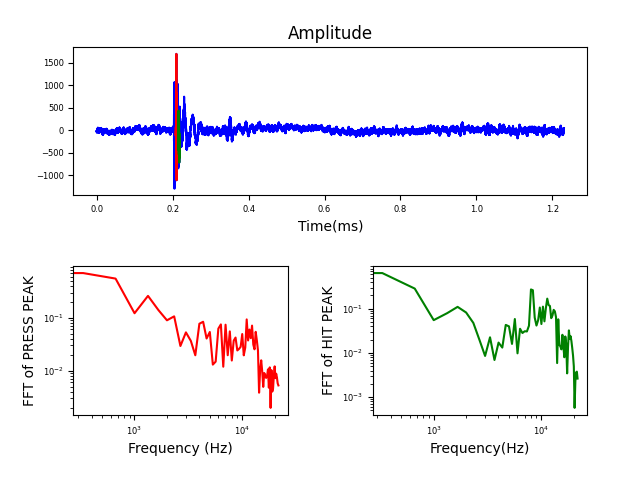 Amplitude
1500
1000
500
0
−500
−1000
0.0 0.2 0.4 0.6 0.8 1.0 1.2
Time(ms)
FFT of PRESS PEAK
10⁻¹
10⁻²
10³ 10⁴
Frequency (Hz)
FFT of HIT PEAK
10⁻¹
10⁻²
10⁻³
10³ 10⁴
Frequency(Hz)